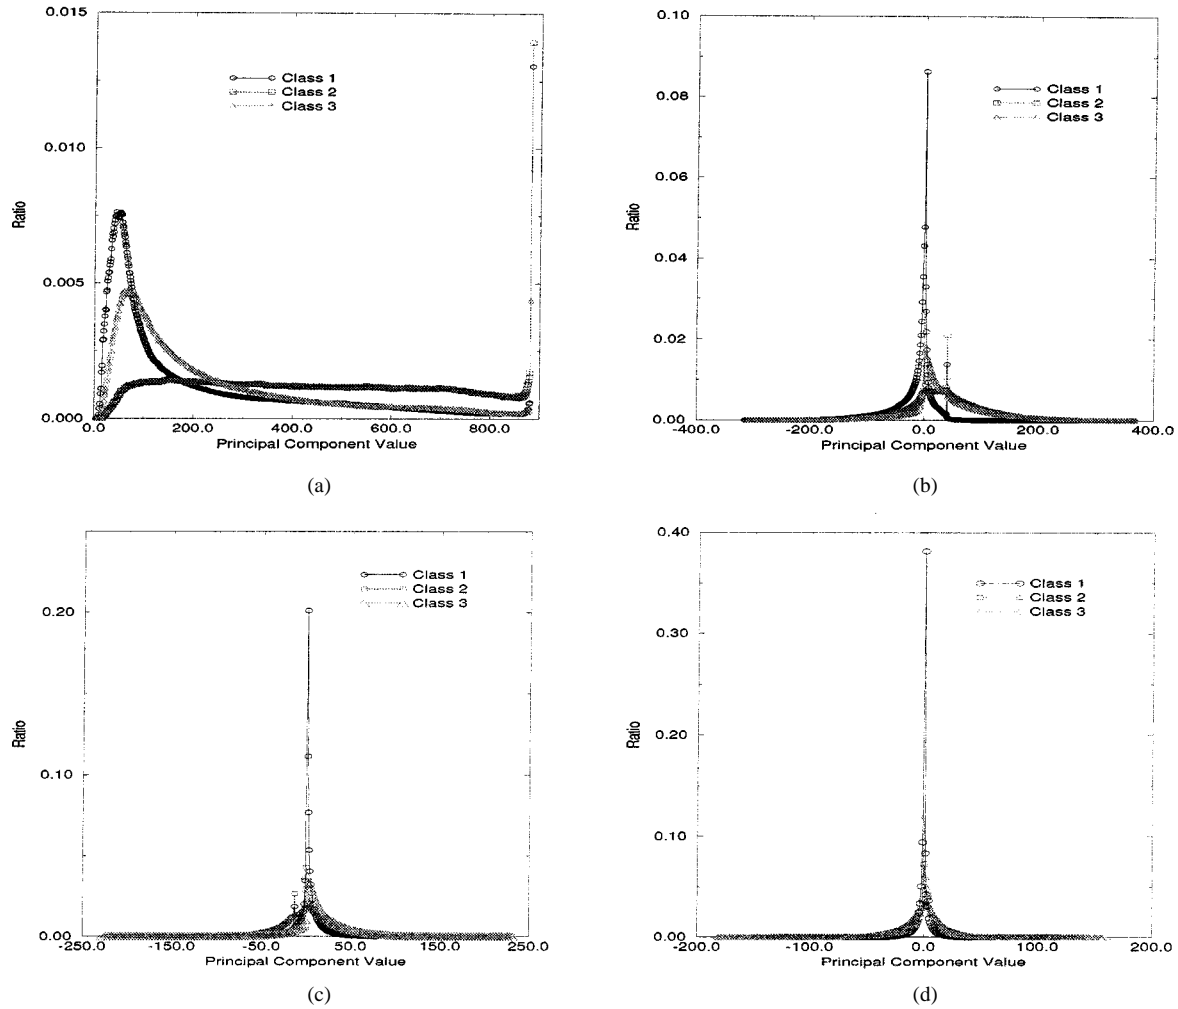 0.015
0.010
0.005
0.000
Ratio
Class 1
Class 2
Class 3
0.0
200.0
400.0
600.0
800.0
Principal Component Value
(a)
0.10
0.08
0.06
0.04
0.02
0.00
Ratio
Class 1
Class 2
Class 3
-400.0
-200.0
0.0
200.0
400.0
Principal Component Value
(b)
0.20
0.10
0.00
Ratio
Class 1
Class 2
Class 3
-250.0
-150.0
-50.0
50.0
150.0
250.0
Principal Component Value
(c)
0.40
0.30
0.20
0.10
0.00
Ratio
Class 1
Class 2
Class 3
-200.0
-100.0
0.0
100.0
200.0
Principal Component Value
(d)